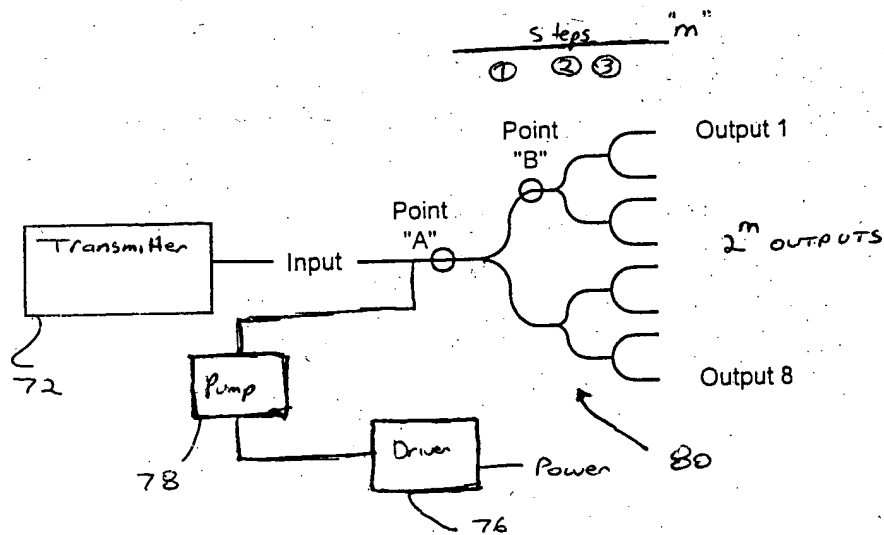 Steps "m"
① ② ③
Output 1
Point "B"
Point "A"
Transmitter
Input
2^m OUTPUTS
72
Pump
Output 8
Driver
Power
80
78
76